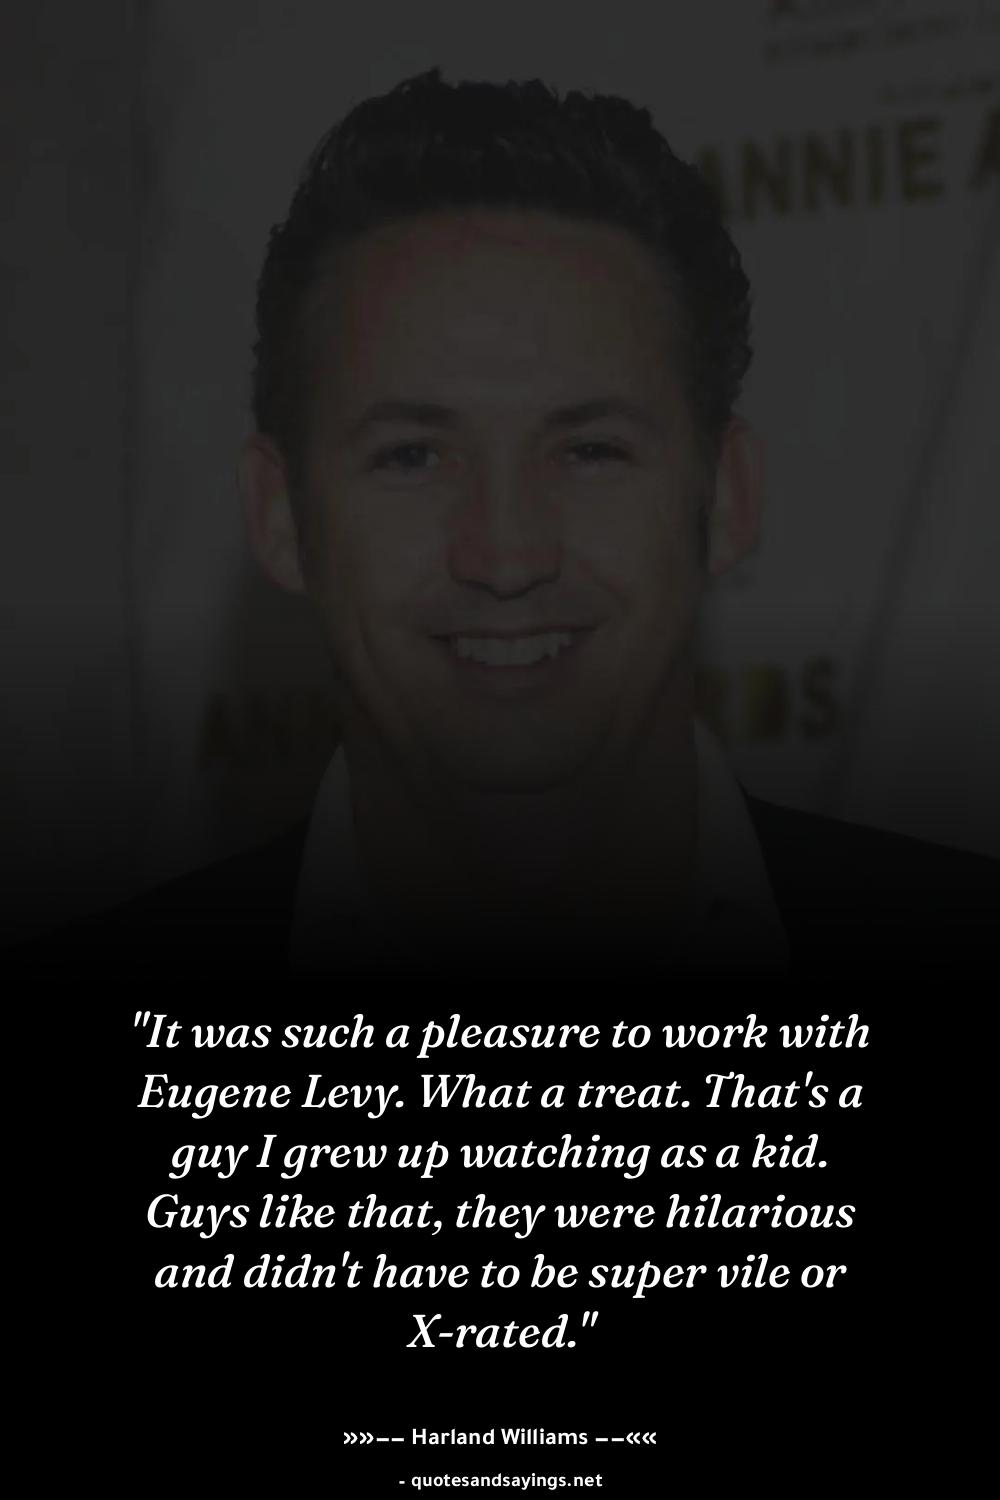 ANNIE A
RDS
"It was such a pleasure to work with
Eugene Levy. What a treat. That's a
guy I grew up watching as a kid.
Guys like that, they were hilarious
and didn't have to be super vile or
X-rated."
»»–– Harland Williams ––««
- quotesandsayings.net